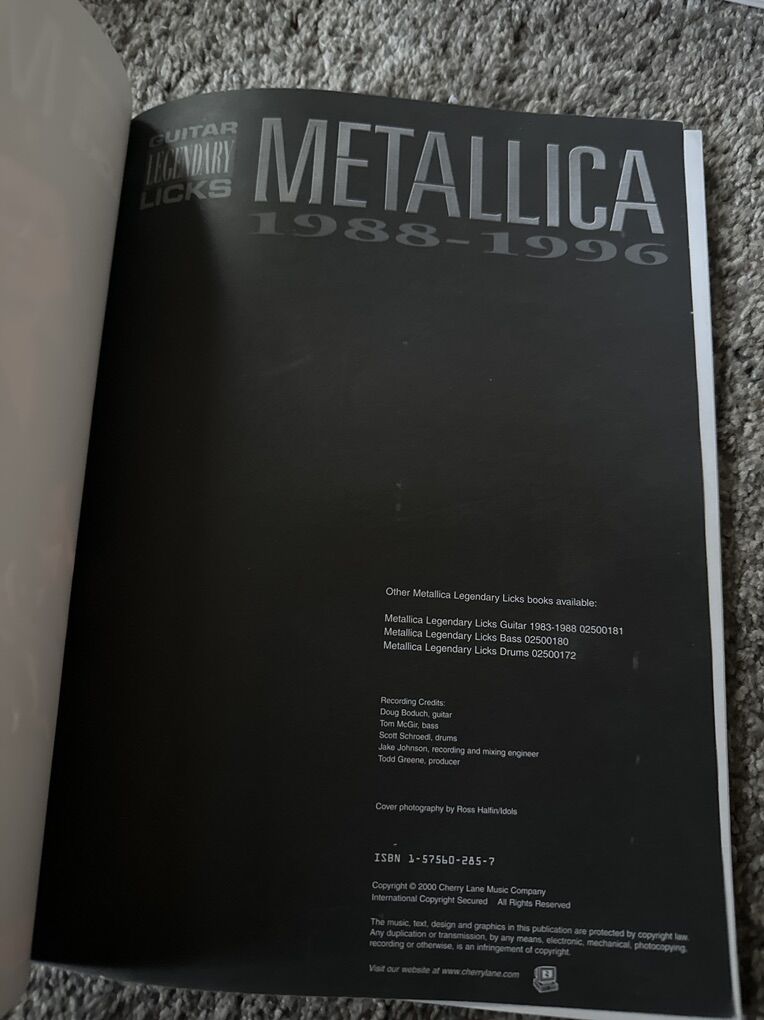 GUITAR
LEGENDARY
LICKS
METALLICA
1988-1996
Other Metallica Legendary Licks books available:
Metallica Legendary Licks Guitar 1983-1988 02500181
Metallica Legendary Licks Bass 02500180
Metallica Legendary Licks Drums 02500172
Recording Credits:
Doug Boduch, guitar
Tom McGir, bass
Scott Schroedl, drums
Jake Johnson, recording and mixing engineer
Todd Greene, producer
Cover photography by Ross Halfin/Idols
ISBN 1-57560-285-7
Copyright © 2000 Cherry Lane Music Company
International Copyright Secured All Rights Reserved
The music, text, design and graphics in this publication are protected by copyright law.
Any duplication or transmission, by any means, electronic, mechanical, photocopying,
recording or otherwise, is an infringement of copyright.
Visit our website at www.cherrylane.com